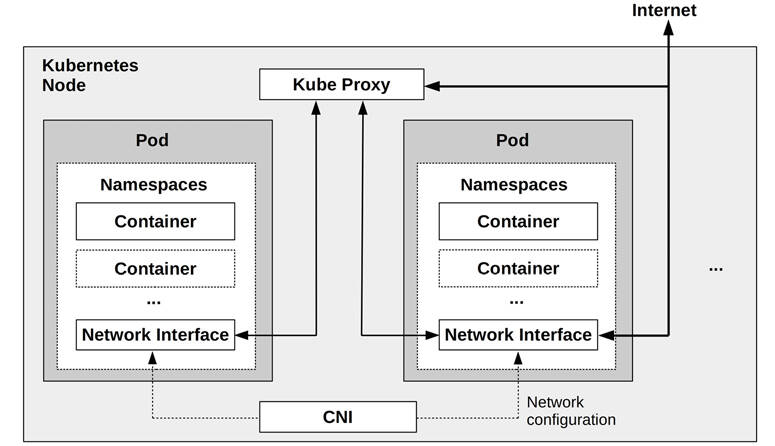 Internet
Kubernetes
Node
Kube Proxy
Pod
Namespaces
Container
Container
...
Network Interface
Pod
Namespaces
Container
Container
...
Network Interface
...
CNI
Network
configuration